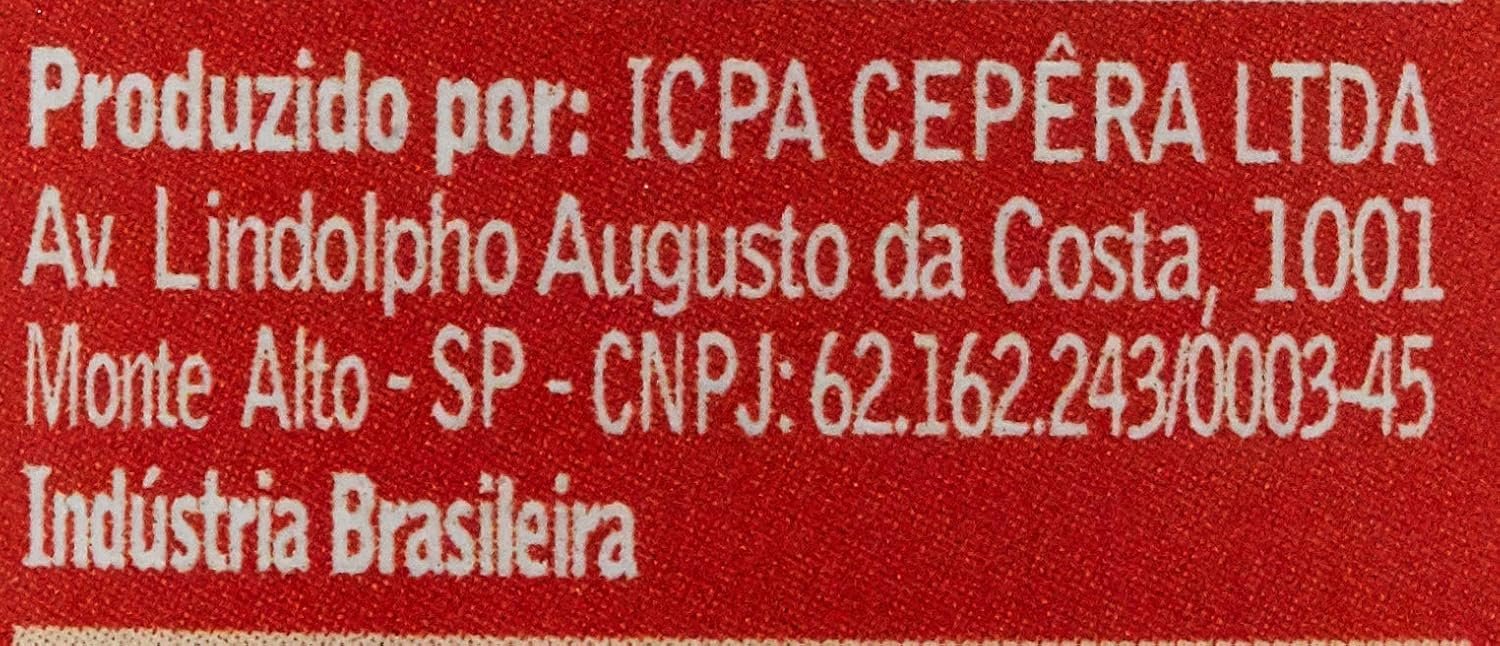 Produzido por: ICPA CEPÊRA LTDA
Av. Lindolpho Augusto da Costa, 1001
Monte Alto - SP - CNPJ: 62.162.243/0003-45
Indústria Brasileira